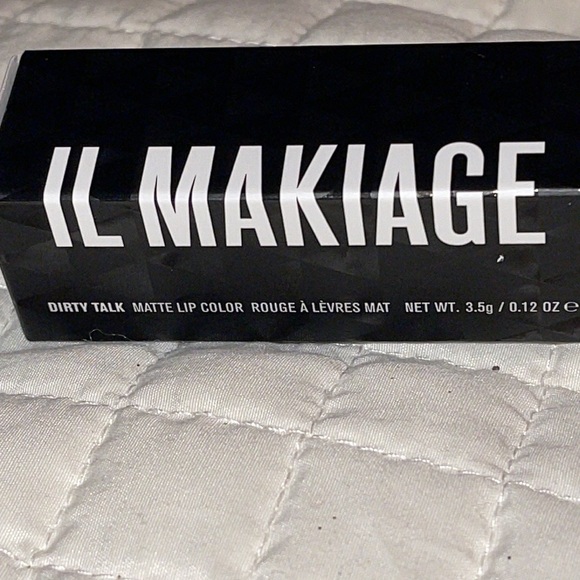 IL MAKIAGE
DIRTY TALK MATTE LIP COLOR ROUGE À LÈVRES MAT NET WT. 3.5g / 0.12 OZ ℮